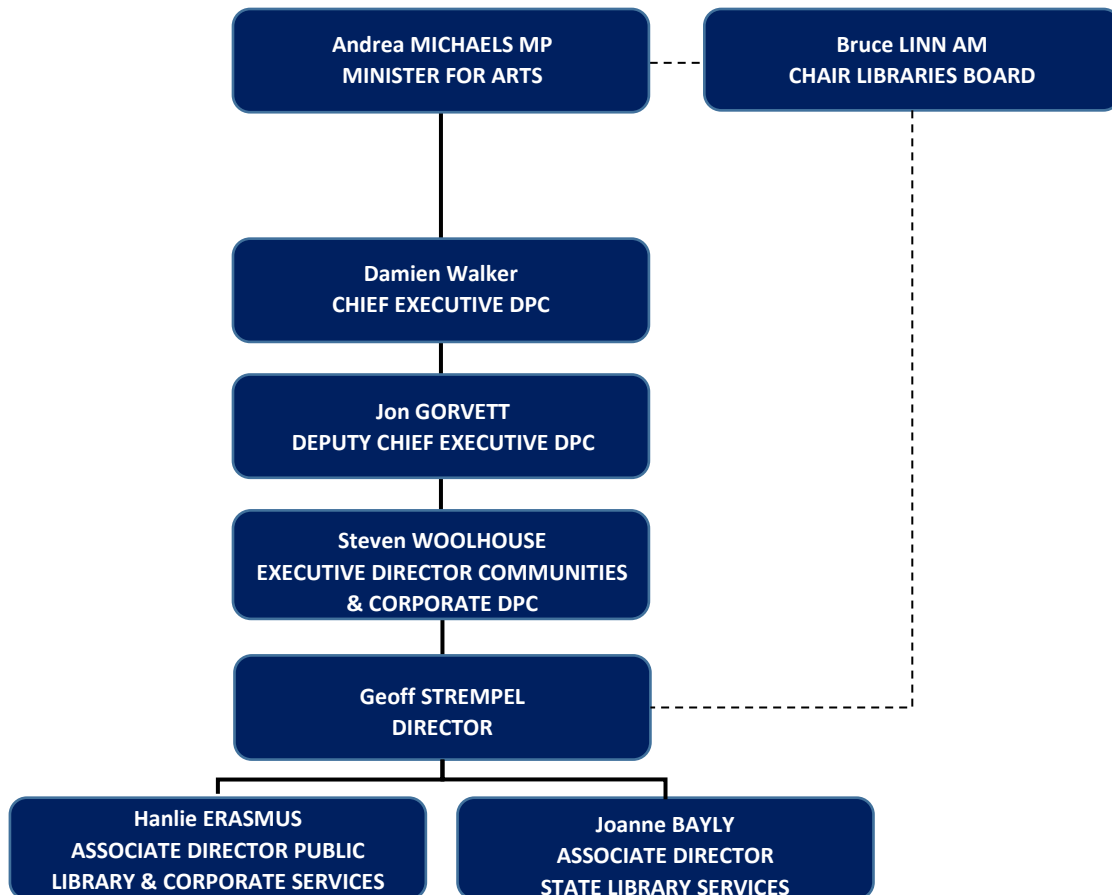 Andrea MICHAELS MP
MINISTER FOR ARTS
Bruce LINN AM
CHAIR LIBRARIES BOARD
Damien Walker
CHIEF EXECUTIVE DPC
Jon GORVETT
DEPUTY CHIEF EXECUTIVE DPC
Steven WOOLHOUSE
EXECUTIVE DIRECTOR COMMUNITIES
& CORPORATE DPC
Geoff STREMPEL
DIRECTOR
Hanlie ERASMUS
ASSOCIATE DIRECTOR PUBLIC
LIBRARY & CORPORATE SERVICES
Joanne BAYLY
ASSOCIATE DIRECTOR
STATE LIBRARY SERVICES